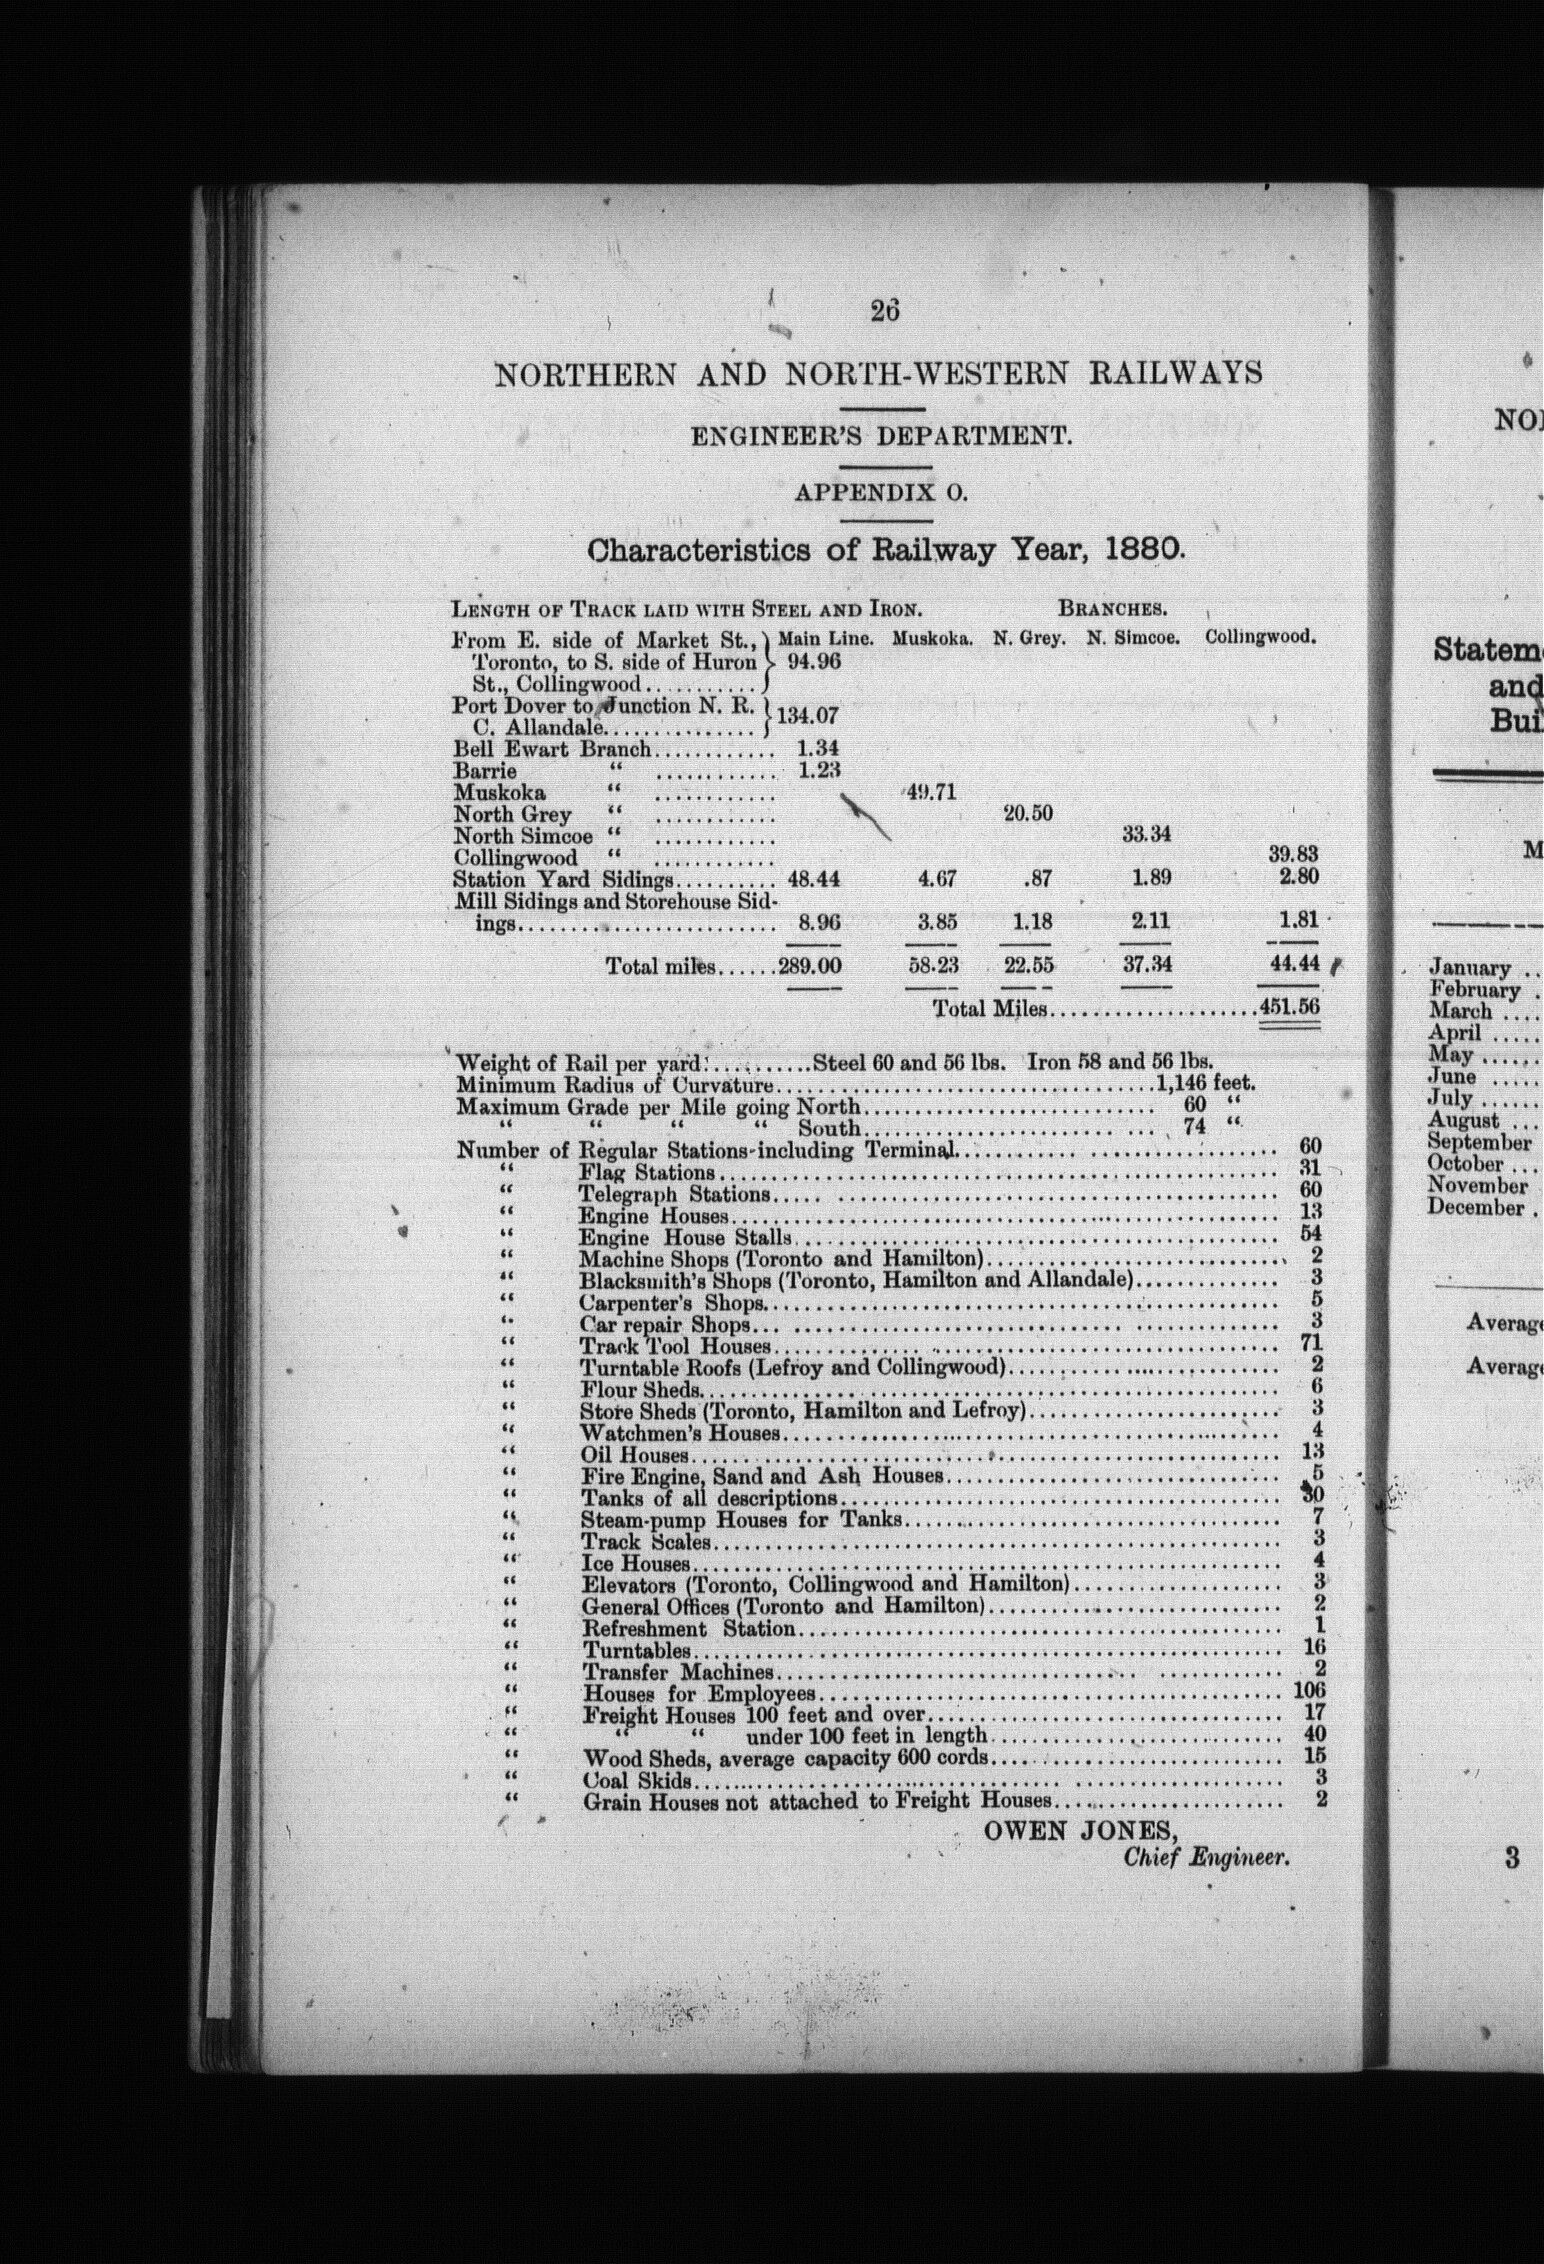 26
NORTHERN AND NORTH-WESTERN RAILWAYS
ENGINEER'S DEPARTMENT.
APPENDIX O.
Characteristics of Railway Year, 1880.
LENGTH OF TRACK LAID WITH STEEL AND IRON. BRANCHES.
From E. side of Market St., Main Line. Muskoka. N. Grey. N. Simcoe. Collingwood.
Toronto, to S. side of Huron 94.96
St., Collingwood...........
Port Dover to Junction N. R.
C. Allandale............... 134.07
Bell Ewart Branch............ 1.34
Barrie " ............ 1.23
Muskoka " ............ 49.71
North Grey " ............ 20.50
North Simcoe " ............ 33.34
Collingwood " ............ 39.83
Station Yard Sidings.......... 48.44 4.67 .87 1.89 2.80
Mill Sidings and Storehouse Sid-
ings......................... 8.96 3.85 1.18 2.11 1.81
Total miles......289.00 58.23 22.55 37.34 44.44
Total Miles....................451.56
Weight of Rail per yard...........Steel 60 and 56 lbs. Iron 58 and 56 lbs.
Minimum Radius of Curvature....................................1,146 feet.
Maximum Grade per Mile going North............................ 60 "
" " " " South............................ 74 "
Number of Regular Stations-including Terminal.............................. 60
" Flag Stations...................................................... 31
" Telegraph Stations................................................ 60
" Engine Houses.................................................... 13
" Engine House Stalls.............................................. 54
" Machine Shops (Toronto and Hamilton)............................ 2
" Blacksmith's Shops (Toronto, Hamilton and Allandale).............. 3
" Carpenter's Shops................................................ 5
" Car repair Shops................................................. 3
" Track Tool Houses................................................ 71
" Turntable Roofs (Lefroy and Collingwood).......................... 2
" Flour Sheds...................................................... 6
" Store Sheds (Toronto, Hamilton and Lefroy)........................ 3
" Watchmen's Houses................................................ 4
" Oil Houses....................................................... 13
" Fire Engine, Sand and Ash Houses................................ 5
" Tanks of all descriptions.......................................... 30
" Steam-pump Houses for Tanks.................................... 7
" Track Scales..................................................... 3
" Ice Houses....................................................... 4
" Elevators (Toronto, Collingwood and Hamilton).................... 3
" General Offices (Toronto and Hamilton)............................ 2
" Refreshment Station.............................................. 1
" Turntables....................................................... 16
" Transfer Machines................................................ 2
" Houses for Employees............................................ 106
" Freight Houses 100 feet and over.................................. 17
" " " under 100 feet in length............................ 40
" Wood Sheds, average capacity 600 cords............................ 15
" Coal Skids....................................................... 3
" Grain Houses not attached to Freight Houses...................... 2
OWEN JONES,
Chief Engineer.
January ..
February .
March ....
April .....
May ......
June .....
July ......
August ...
September
October ...
November
December .
3